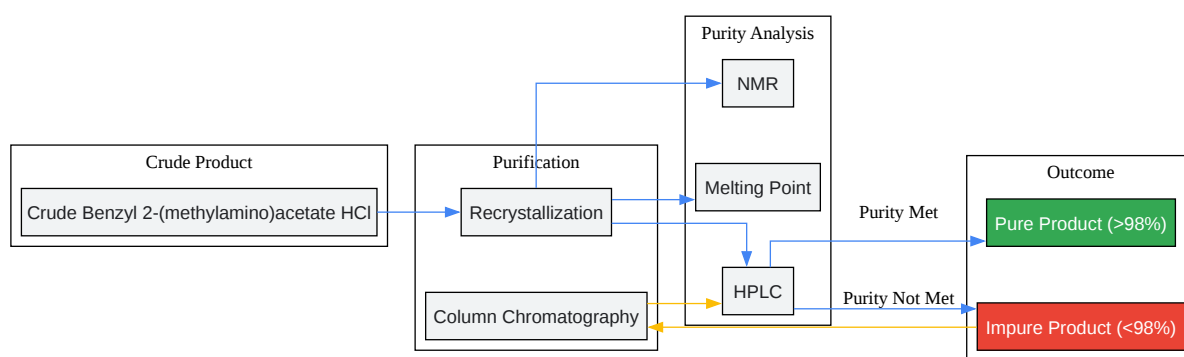 Purity Analysis
NMR
Crude Product
Purification
Melting Point
Outcome
Crude Benzyl 2-(methylamino)acetate HCl
Recrystallization
Purity Met
Pure Product (>98%)
HPLC
Purity Not Met
Column Chromatography
Impure Product (<98%)